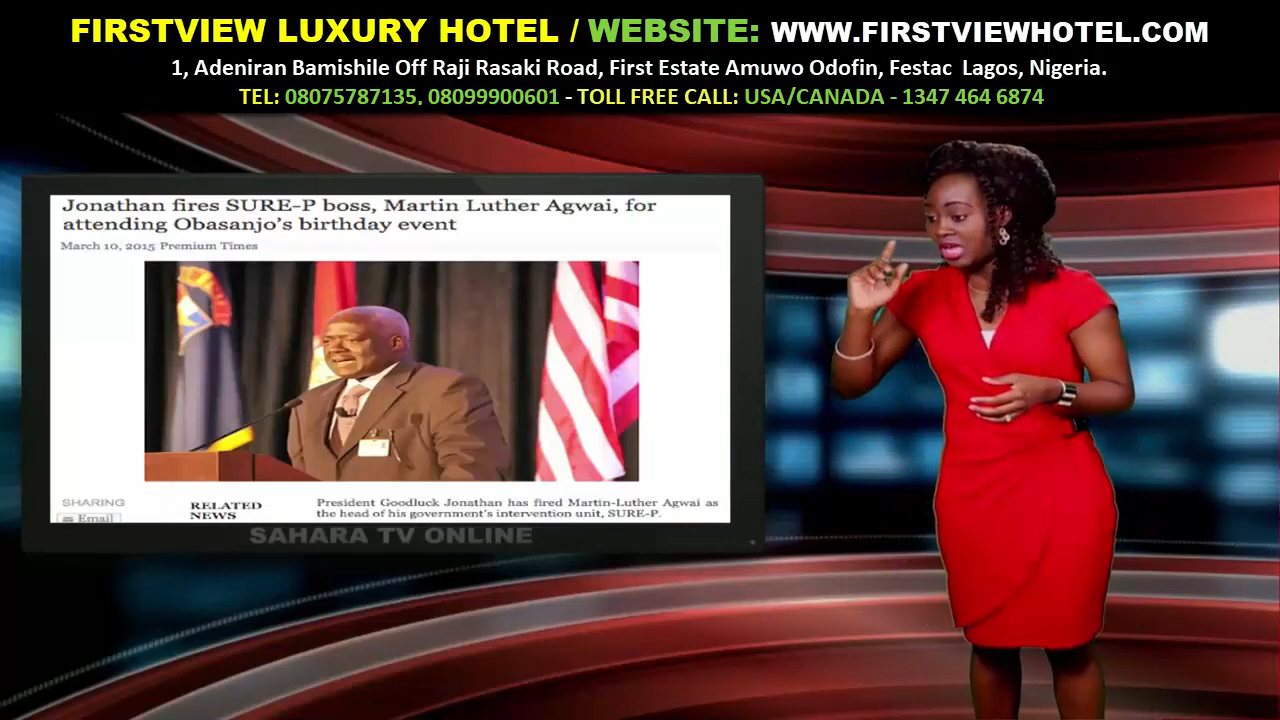 FIRSTVIEW LUXURY HOTEL / WEBSITE: WWW.FIRSTVIEWHOTEL.COM
1, Adeniran Bamishile Off Raji Rasaki Road, First Estate Amuwo Odofin, Festac Lagos, Nigeria.
TEL: 08075787135, 08099900601 - TOLL FREE CALL: USA/CANADA - 1347 464 6874
Jonathan fires SURE-P boss, Martin Luther Agwai, for
attending Obasanjo's birthday event
March 10, 2015 Premium Times
SHARING
Email
RELATED
NEWS
President Goodluck Jonathan has fired Martin-Luther Agwai as
the head of his government's intervention unit, SURE-P.
SAHARA TV ONLINE